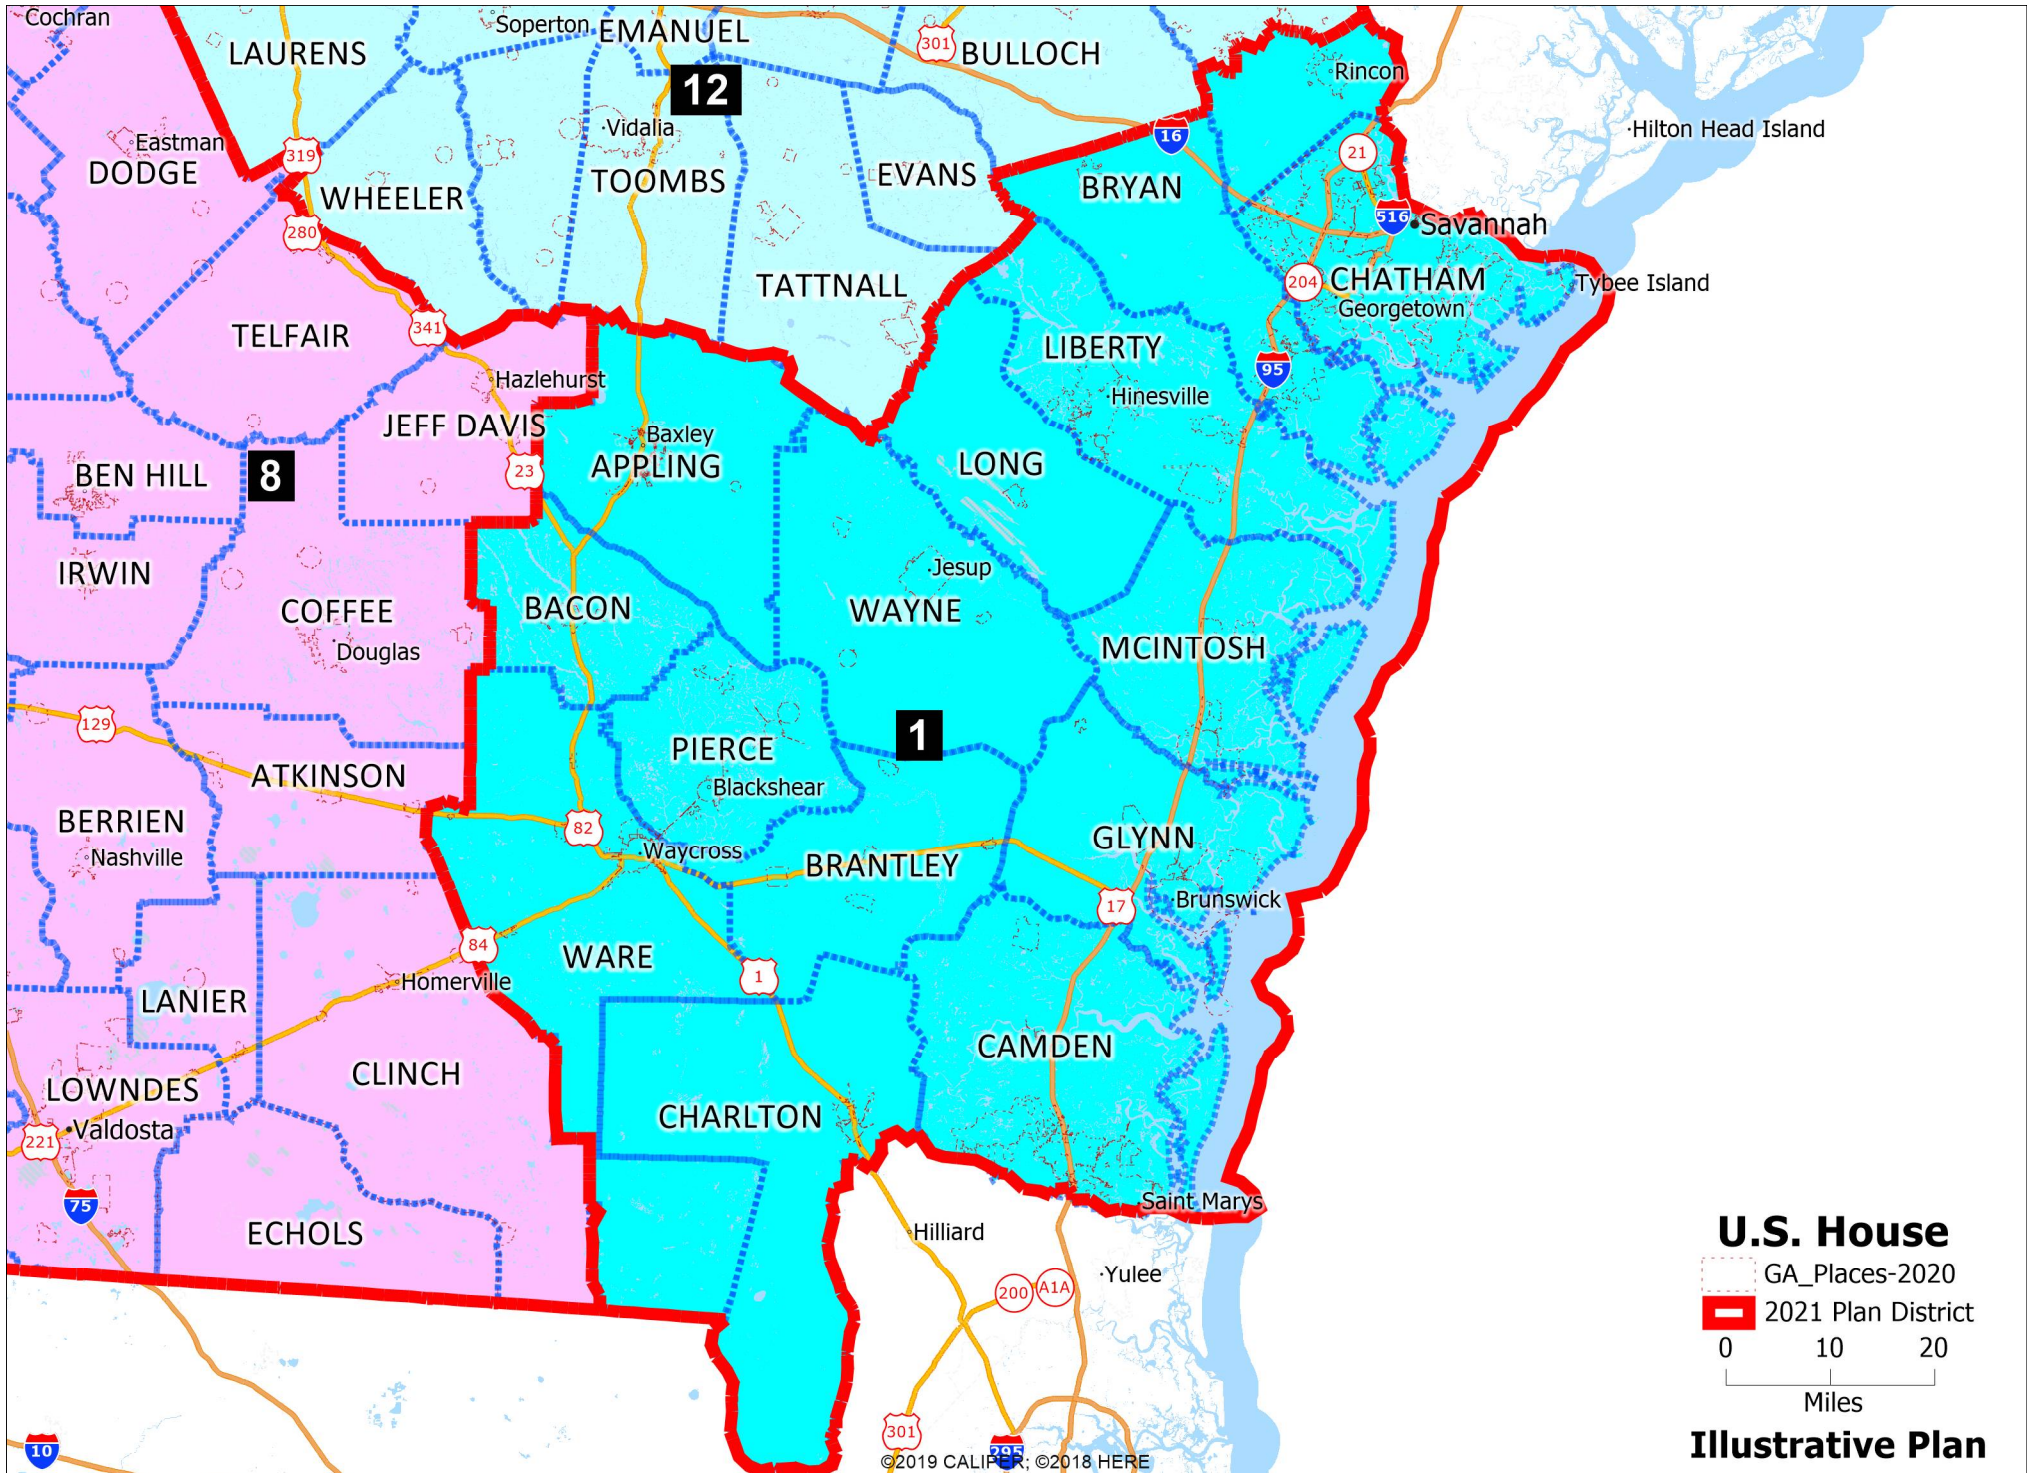 Cochran
Soperton
EMANUEL
LAURENS
301
BULLOCH
12
Rincon
Vidalia
16
Hilton Head Island
Eastman
319
21
DODGE
TOOMBS
EVANS
BRYAN
WHEELER
516
Savannah
280
TATTNALL
204
CHATHAM
Tybee Island
Georgetown
TELFAIR
341
LIBERTY
95
Hazlehurst
Hinesville
JEFF DAVIS
Baxley
BEN HILL
8
23
APPLING
LONG
IRWIN
Jesup
COFFEE
BACON
WAYNE
Douglas
MCINTOSH
129
1
PIERCE
ATKINSON
Blackshear
BERRIEN
82
GLYNN
Nashville
Waycross
BRANTLEY
Brunswick
17
84
WARE
Homerville
1
LANIER
CAMDEN
CLINCH
LOWNDES
CHARLTON
221
Valdosta
75
Saint Marys
ECHOLS
Hilliard
U.S. House
Yulee
GA_Places-2020
200
A1A
2021 Plan District
0 10 20
Miles
301
10
295
Illustrative Plan
©2019 CALIPER; ©2018 HERE